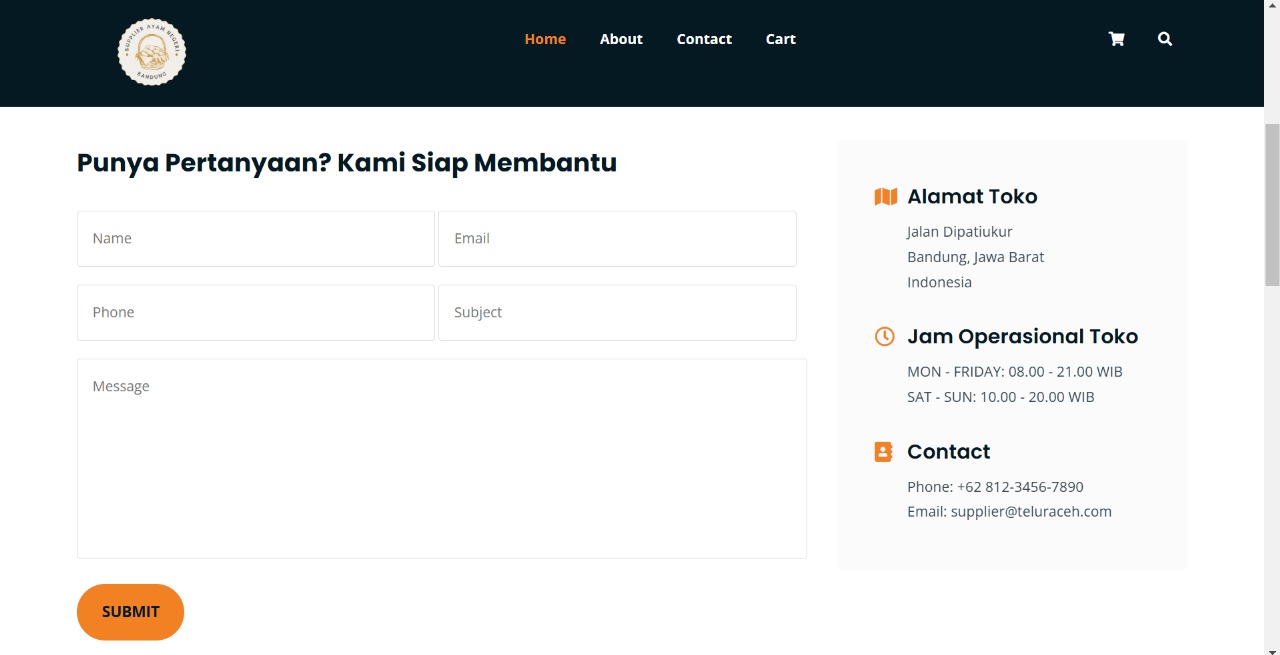 SUPPLIER AYAM NEGERI
BANDUNG
Home
About
Contact
Cart
Punya Pertanyaan? Kami Siap Membantu
Name
Email
Phone
Subject
Message
SUBMIT
Alamat Toko
Jalan Dipatiukur
Bandung, Jawa Barat
Indonesia
Jam Operasional Toko
MON - FRIDAY: 08.00 - 21.00 WIB
SAT - SUN: 10.00 - 20.00 WIB
Contact
Phone: +62 812-3456-7890
Email: supplier@teluraceh.com